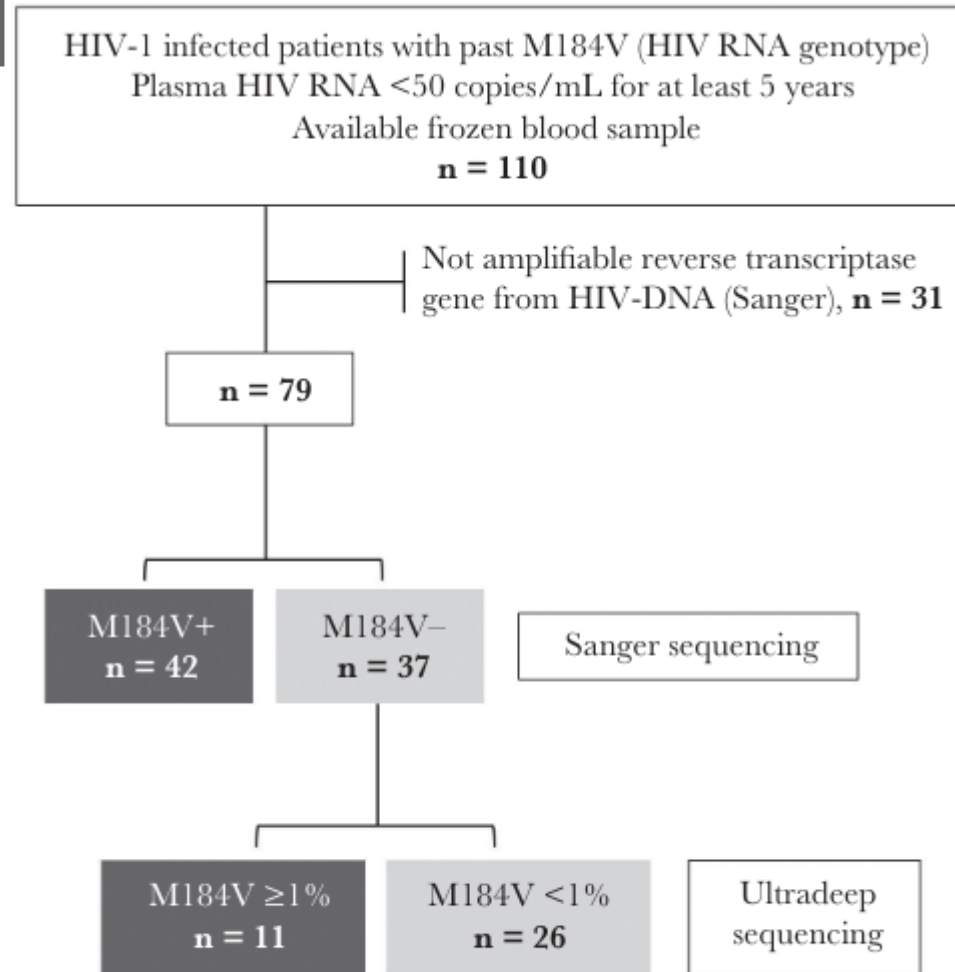 HIV-1 infected patients with past M184V (HIV RNA genotype)
Plasma HIV RNA <50 copies/mL for at least 5 years
Available frozen blood sample
n = 110
Not amplifiable reverse transcriptase
gene from HIV-DNA (Sanger), n = 31
n = 79
M184V+
n = 42
M184V–
n = 37
Sanger sequencing
M184V ≥1%
n = 11
M184V <1%
n = 26
Ultradeep
sequencing